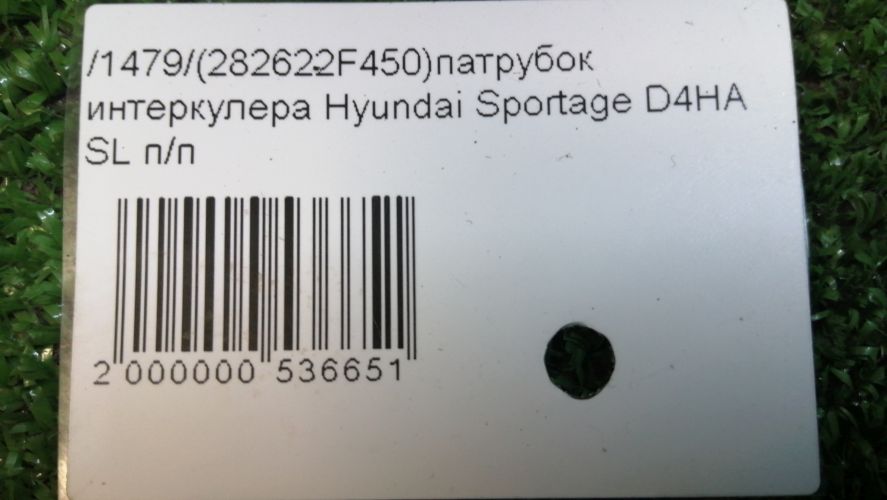 /1479/(282622F450)патрубок
интеркулера Hyundai Sportage D4HA
SL п/п
2 000000 536651